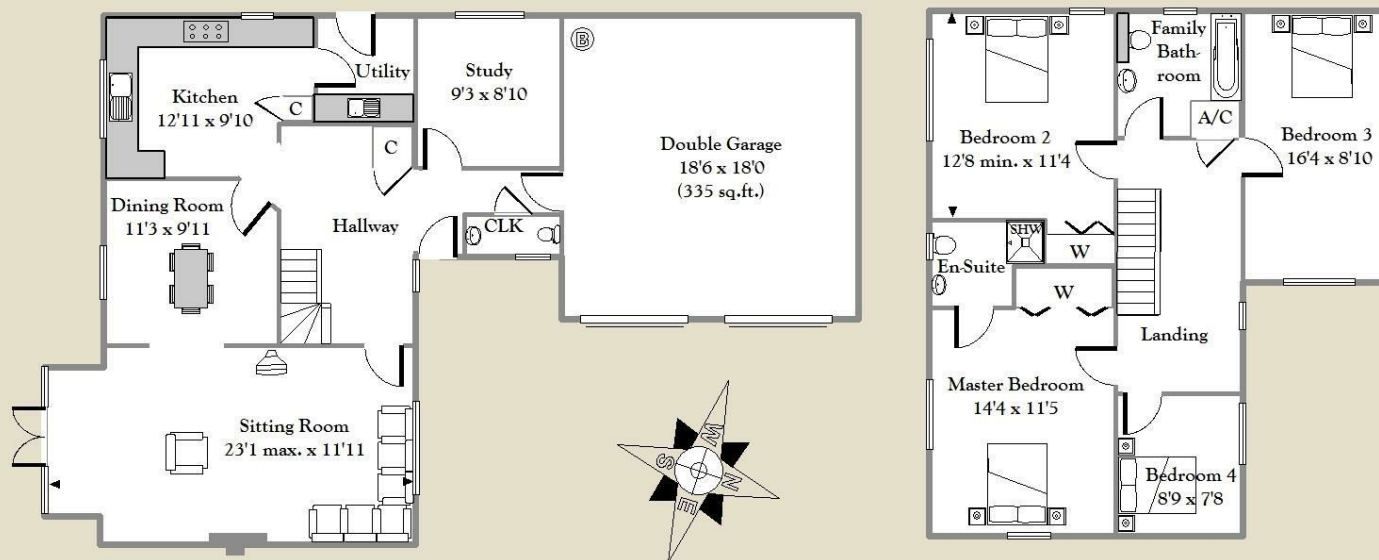 Kitchen
12'11 x 9'10
C
Utility
Study
9'3 x 8'10
B
Double Garage
18'6 x 18'0
(335 sq.ft.)
C
Dining Room
11'3 x 9'11
Hallway
CLK
Sitting Room
23'1 max. x 11'11
W
S
N
E
Bedroom 2
12'8 min. x 11'4
Family
Bath-
room
A/C
Bedroom 3
16'4 x 8'10
SHW
En-Suite
W
W
Landing
Master Bedroom
14'4 x 11'5
Bedroom 4
8'9 x 7'8